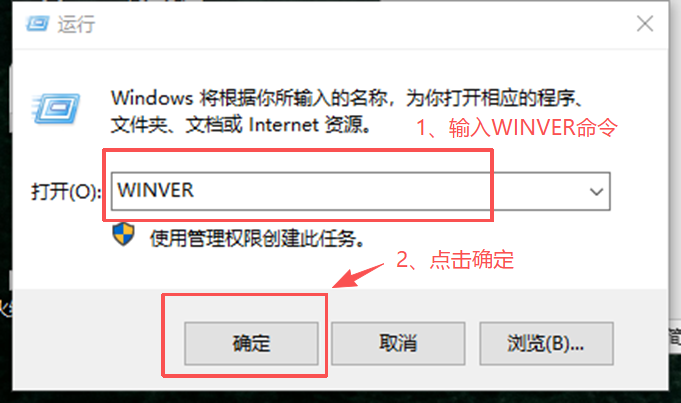 运行
Windows 将根据你所输入的名称，为你打开相应的程序、
文件夹、文档或 Internet 资源。
1、输入WINVER命令
打开(O):
WINVER
使用管理权限创建此任务。
2、点击确定
确定
取消
浏览(B)...
简